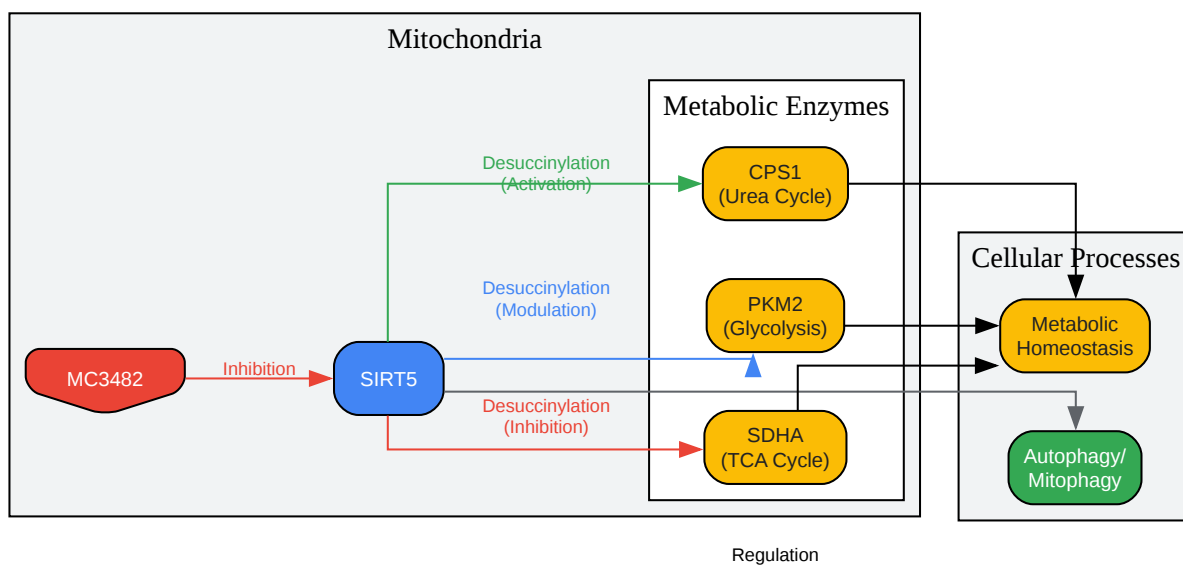 Mitochondria
Metabolic Enzymes
Desuccinylation
(Activation)
CPS1
(Urea Cycle)
Cellular Processes
Desuccinylation
(Modulation)
PKM2
(Glycolysis)
Metabolic
Homeostasis
MC3482
Inhibition
SIRT5
Desuccinylation
(Inhibition)
SDHA
(TCA Cycle)
Autophagy/
Mitophagy
Regulation